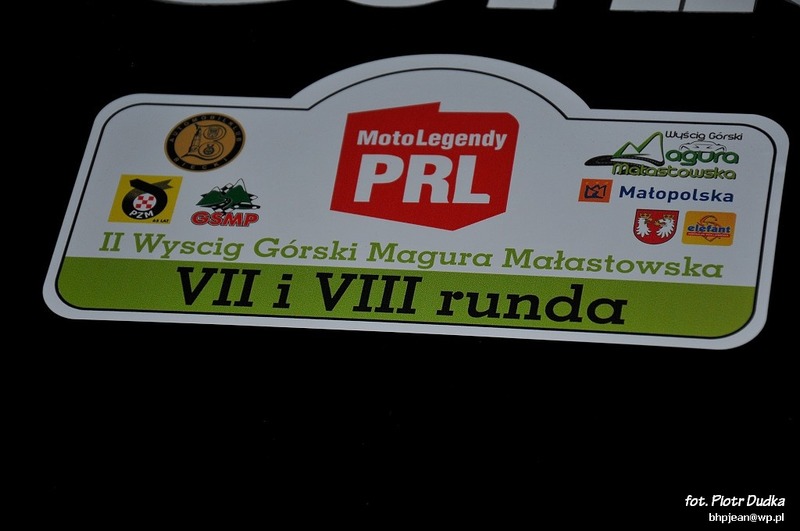 MotoLegendy
PRL
Wyścig Górski
Magura
Małastowska
Małopolska
PZM
GSMP
elefant
II Wyscig Górski Magura Małastowska
VII i VIII runda
fot. Piotr Dudka
bhpjean@wp.pl